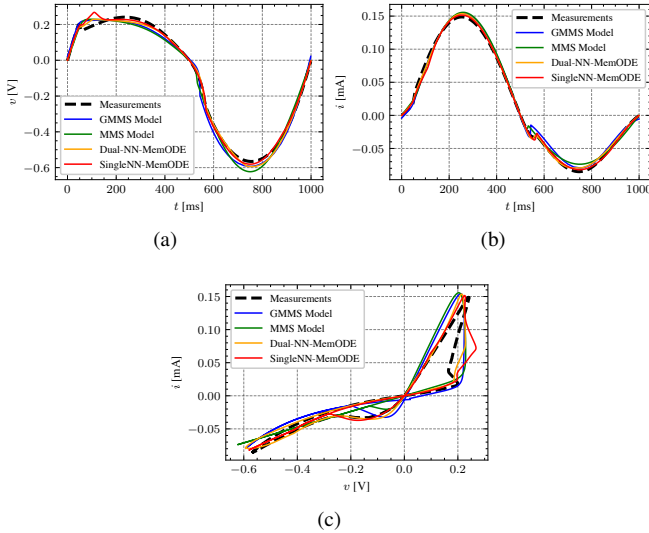 0.2
0.0
−0.2
−0.4
−0.6
v [V]
Measurements
GMMS Model
MMS Model
Dual-NN-MemODE
SingleNN-MemODE
0 200 400 600 800 1000
t [ms]
(a)
0.15
0.10
0.05
0.00
−0.05
i [mA]
Measurements
GMMS Model
MMS Model
Dual-NN-MemODE
SingleNN-MemODE
0 200 400 600 800 1000
t [ms]
(b)
0.15
0.10
0.05
0.00
−0.05
i [mA]
Measurements
GMMS Model
MMS Model
Dual-NN-MemODE
SingleNN-MemODE
−0.6 −0.4 −0.2 0.0 0.2
v [V]
(c)